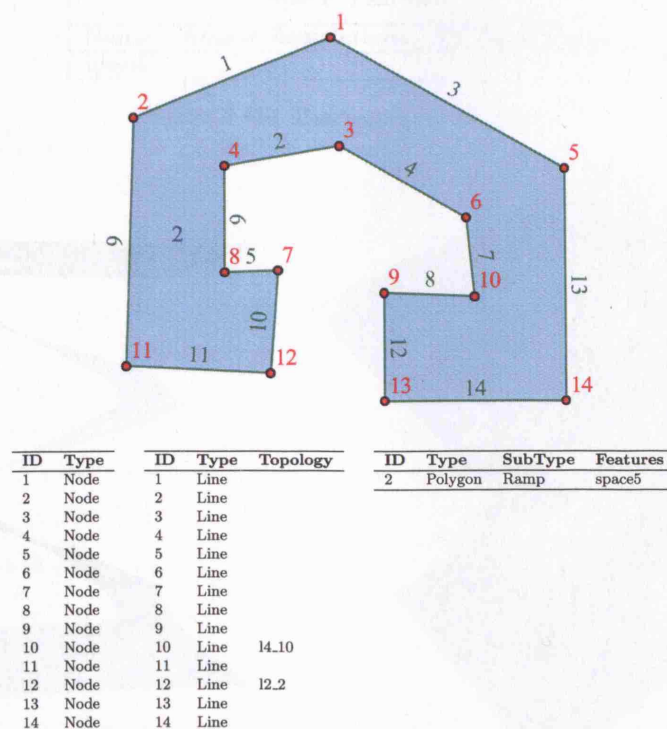 1
1
2
3
3
2
4
4
5
6
6
9
2
8
5
7
7
13
9
8
10
10
12
11
11
12
13
14
14
ID Type
1 Node
2 Node
3 Node
4 Node
5 Node
6 Node
7 Node
8 Node
9 Node
10 Node
11 Node
12 Node
13 Node
14 Node
ID Type Topology
1 Line
2 Line
3 Line
4 Line
5 Line
6 Line
7 Line
8 Line
9 Line
10 Line l4_10
11 Line
12 Line l2_2
13 Line
14 Line
ID Type SubType Features
2 Polygon Ramp space5